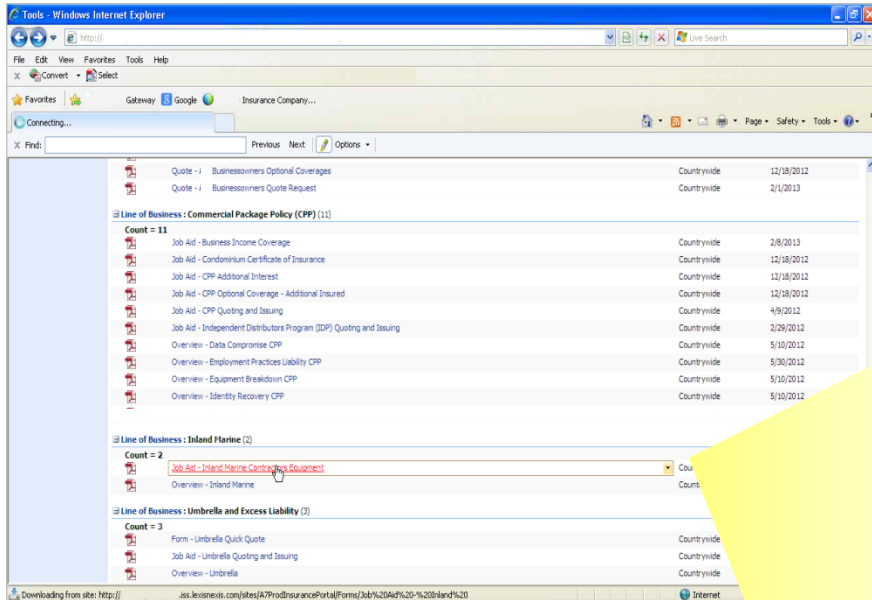 Tools - Windows Internet Explorer
http://
Live Search
File Edit View Favorites Tools Help
x Convert Select
Favorites Gateway Google Insurance Company...
Connecting...
Page Safety Tools
X Find: Previous Next Options
Quote - Businessowners Optional Coverages Countrywide 12/18/2012
Quote - Businessowners Quote Request Countrywide 2/1/2013
Line of Business : Commercial Package Policy (CPP) (11)
Count = 11
Job Aid - Business Income Coverage Countrywide 2/8/2013
Job Aid - Condominium Certificate of Insurance Countrywide 12/18/2012
Job Aid - CPP Additional Interest Countrywide 12/18/2012
Job Aid - CPP Optional Coverage - Additional Insured Countrywide 12/18/2012
Job Aid - CPP Quoting and Issuing Countrywide 4/9/2012
Job Aid - Independent Distributors Program (IDP) Quoting and Issuing Countrywide 2/29/2012
Overview - Data Compromise CPP Countrywide 5/10/2012
Overview - Employment Practices Liability CPP Countrywide 5/30/2012
Overview - Equipment Breakdown CPP Countrywide 5/10/2012
Overview - Identity Recovery CPP Countrywide 5/10/2012
Line of Business : Inland Marine (2)
Count = 2
Job Aid - Inland Marine Contractors Equipment Cou
Overview - Inland Marine Count
Line of Business : Umbrella and Excess Liability (3)
Count = 3
Form - Umbrella Quick Quote Countrywide
Job Aid - Umbrella Quoting and Issuing Countrywide
Overview - Umbrella Countrywide
Downloading from site: http:// .iss.lexisnexis.com/sites/A7ProdInsurancePortal/Forms/Job%20Aid%20-%20Inland%20 Internet